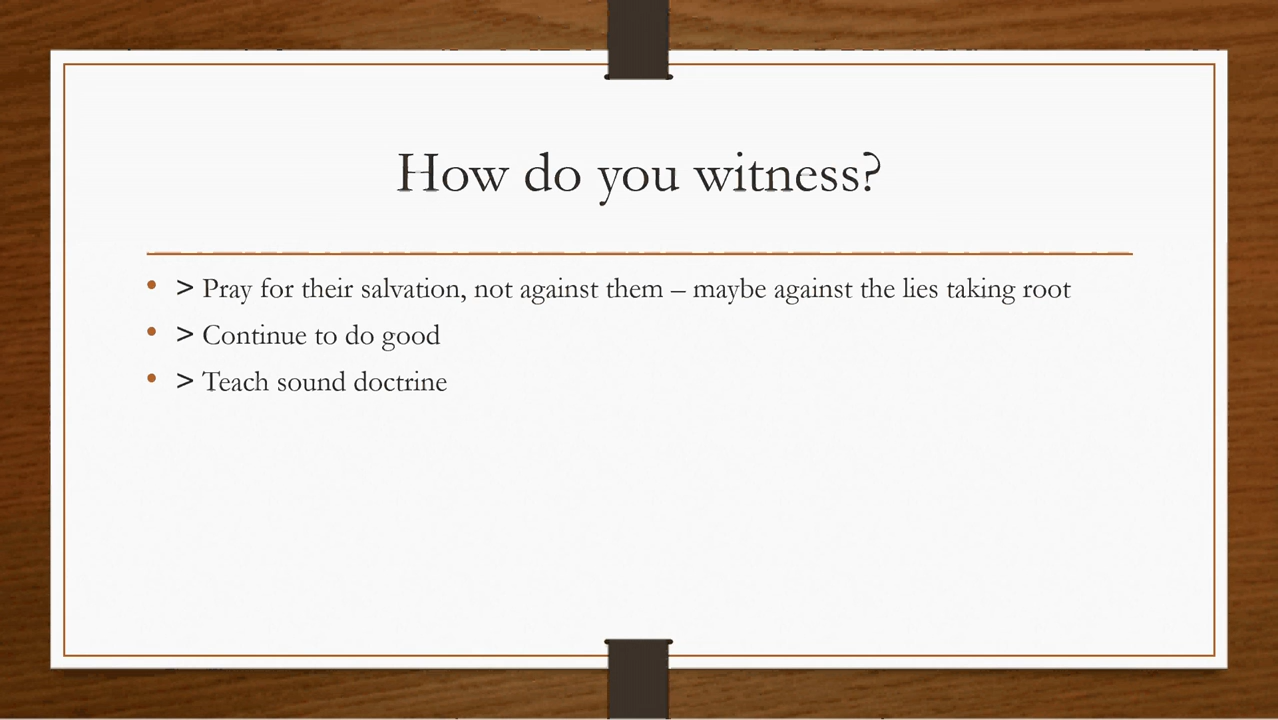 How do you witness?
• > Pray for their salvation, not against them – maybe against the lies taking root
• > Continue to do good
• > Teach sound doctrine